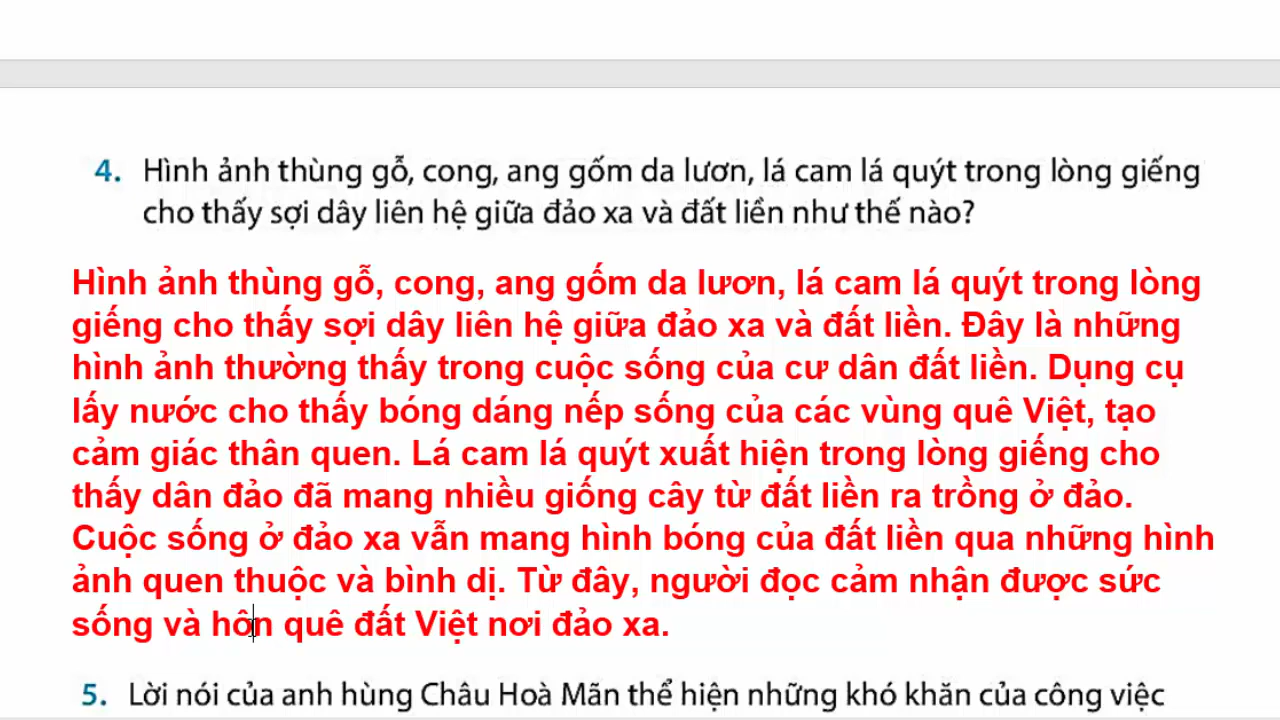 4. Hình ảnh thùng gỗ, cong, ang gốm da lươn, lá cam lá quýt trong lòng giếng
cho thấy sợi dây liên hệ giữa đảo xa và đất liền như thế nào?
Hình ảnh thùng gỗ, cong, ang gốm da lươn, lá cam lá quýt trong lòng
giếng cho thấy sợi dây liên hệ giữa đảo xa và đất liền. Đây là những
hình ảnh thường thấy trong cuộc sống của cư dân đất liền. Dụng cụ
lấy nước cho thấy bóng dáng nếp sống của các vùng quê Việt, tạo
cảm giác thân quen. Lá cam lá quýt xuất hiện trong lòng giếng cho
thấy dân đảo đã mang nhiều giống cây từ đất liền ra trồng ở đảo.
Cuộc sống ở đảo xa vẫn mang hình bóng của đất liền qua những hình
ảnh quen thuộc và bình dị. Từ đây, người đọc cảm nhận được sức
sống và hồn quê đất Việt nơi đảo xa.
5. Lời nói của anh hùng Châu Hoà Mãn thể hiện những khó khăn của công việc